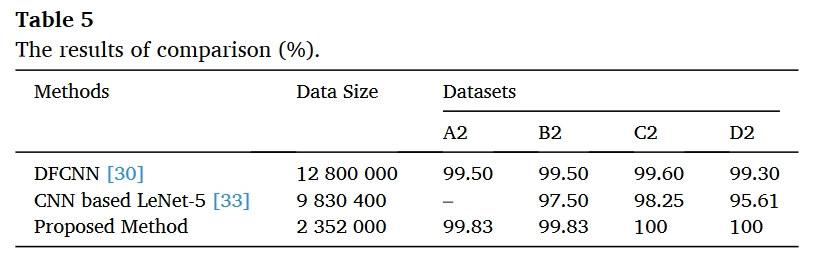 Table 5
The results of comparison (%).
Methods Data Size Datasets
A2 B2 C2 D2
DFCNN [30] 12 800 000 99.50 99.50 99.60 99.30
CNN based LeNet-5 [33] 9 830 400 – 97.50 98.25 95.61
Proposed Method 2 352 000 99.83 99.83 100 100